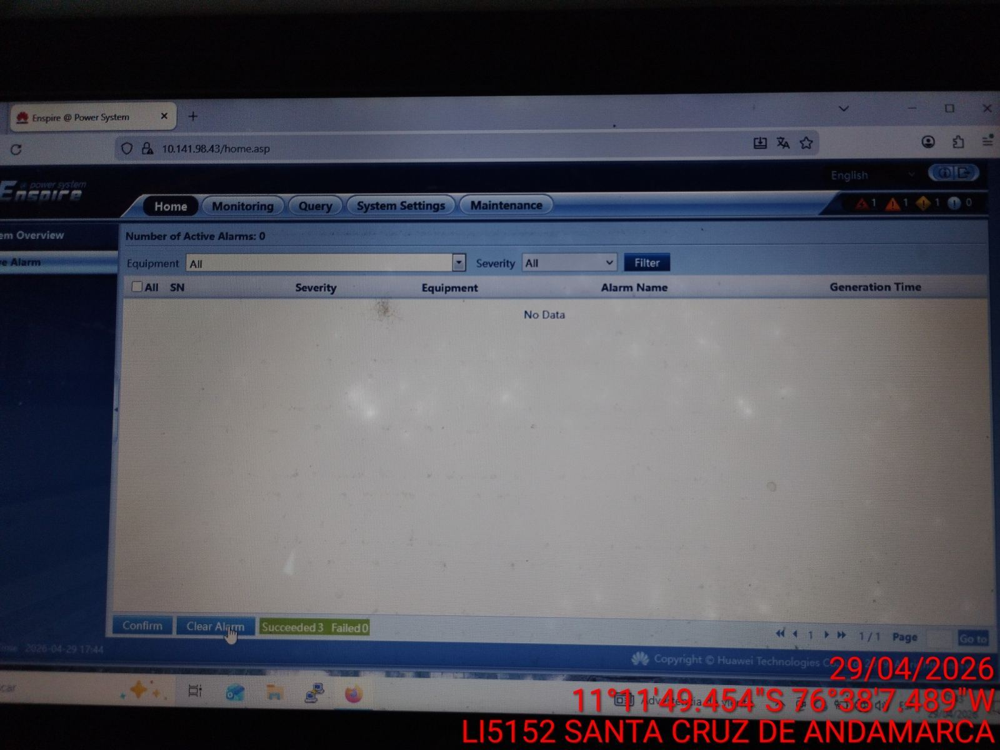 Enspire @ Power System
10.141.98.43/home.asp
@ power system
Enspire
English
Home Monitoring Query System Settings Maintenance
1 1 1 0
em Overview
e Alarm
Number of Active Alarms: 0
Equipment All Severity All Filter
All SN Severity Equipment Alarm Name Generation Time
No Data
Confirm Clear Alarm Succeeded 3 Failed 0
1 1 / 1 Page Go to
2026-04-29 17:44
Copyright © Huawei Technologies
29/04/2026
11°11'49.454"S 76°38'7.489"W
LI5152 SANTA CRUZ DE ANDAMARCA